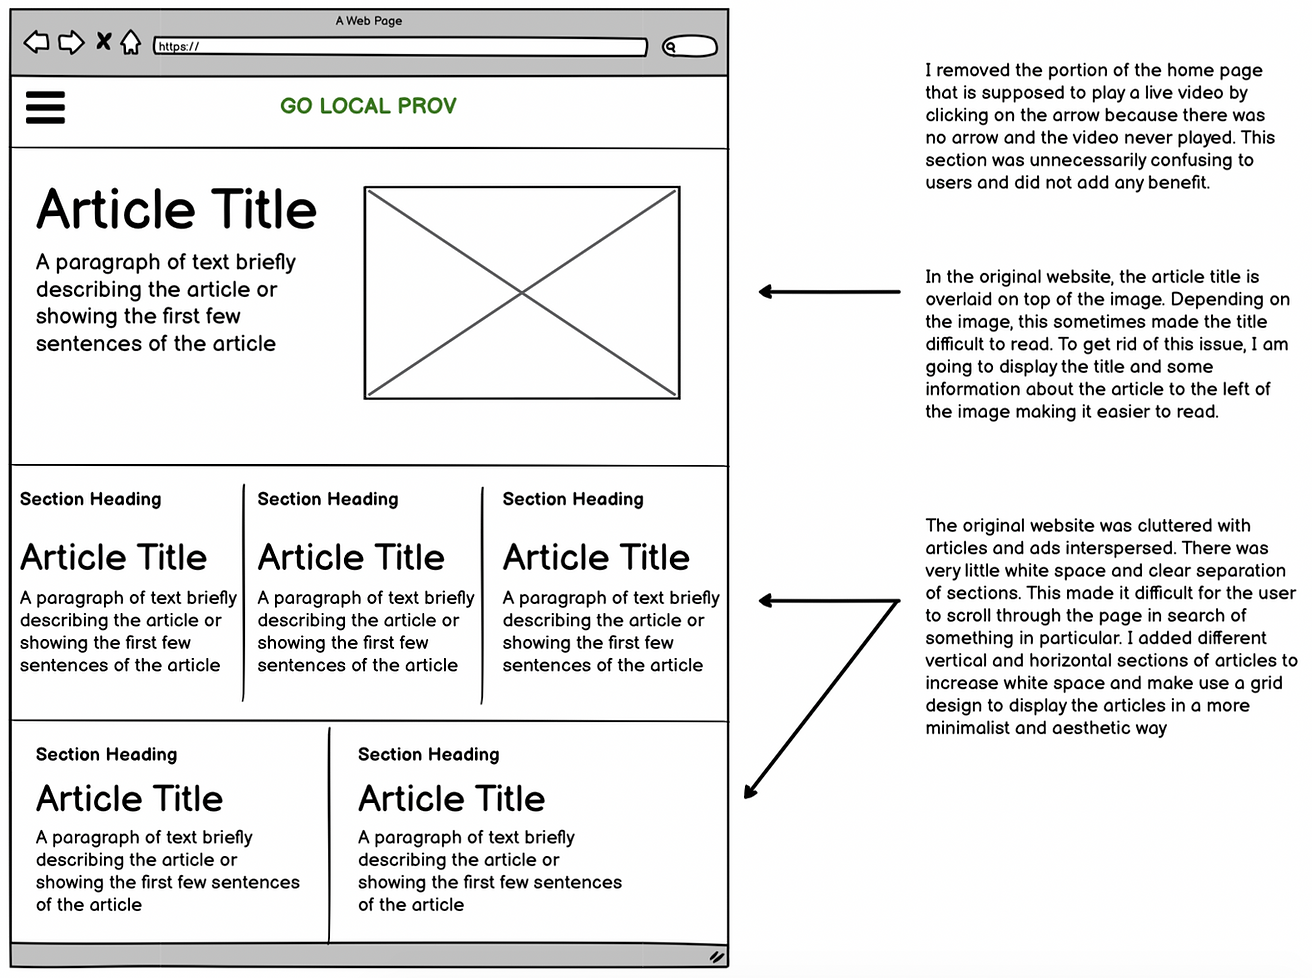 A Web Page
https://
GO LOCAL PROV
Article Title
A paragraph of text briefly
describing the article or
showing the first few
sentences of the article
Section Heading
Article Title
A paragraph of text briefly
describing the article or
showing the first few
sentences of the article
Section Heading
Article Title
A paragraph of text briefly
describing the article or
showing the first few
sentences of the article
Section Heading
Article Title
A paragraph of text briefly
describing the article or
showing the first few
sentences of the article
Section Heading
Article Title
A paragraph of text briefly
describing the article or
showing the first few sentences
of the article
Section Heading
Article Title
A paragraph of text briefly
describing the article or
showing the first few sentences
of the article
I removed the portion of the home page
that is supposed to play a live video by
clicking on the arrow because there was
no arrow and the video never played. This
section was unnecessarily confusing to
users and did not add any benefit.
In the original website, the article title is
overlaid on top of the image. Depending on
the image, this sometimes made the title
difficult to read. To get rid of this issue, I am
going to display the title and some
information about the article to the left of
the image making it easier to read.
The original website was cluttered with
articles and ads interspersed. There was
very little white space and clear separation
of sections. This made it difficult for the user
to scroll through the page in search of
something in particular. I added different
vertical and horizontal sections of articles to
increase white space and make use a grid
design to display the articles in a more
minimalist and aesthetic way